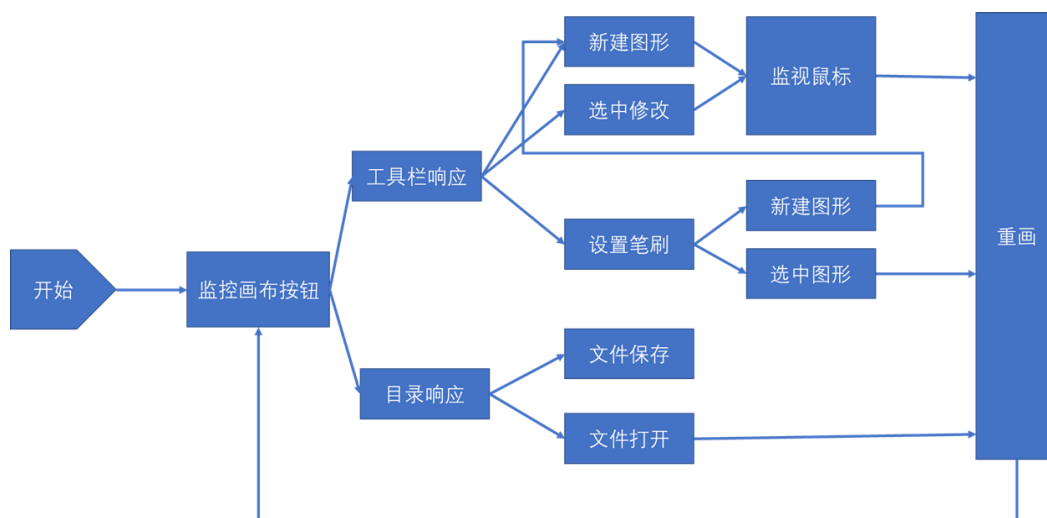 开始
监控画布按钮
工具栏响应
目录响应
新建图形
选中修改
设置笔刷
文件保存
文件打开
监视鼠标
新建图形
选中图形
重画